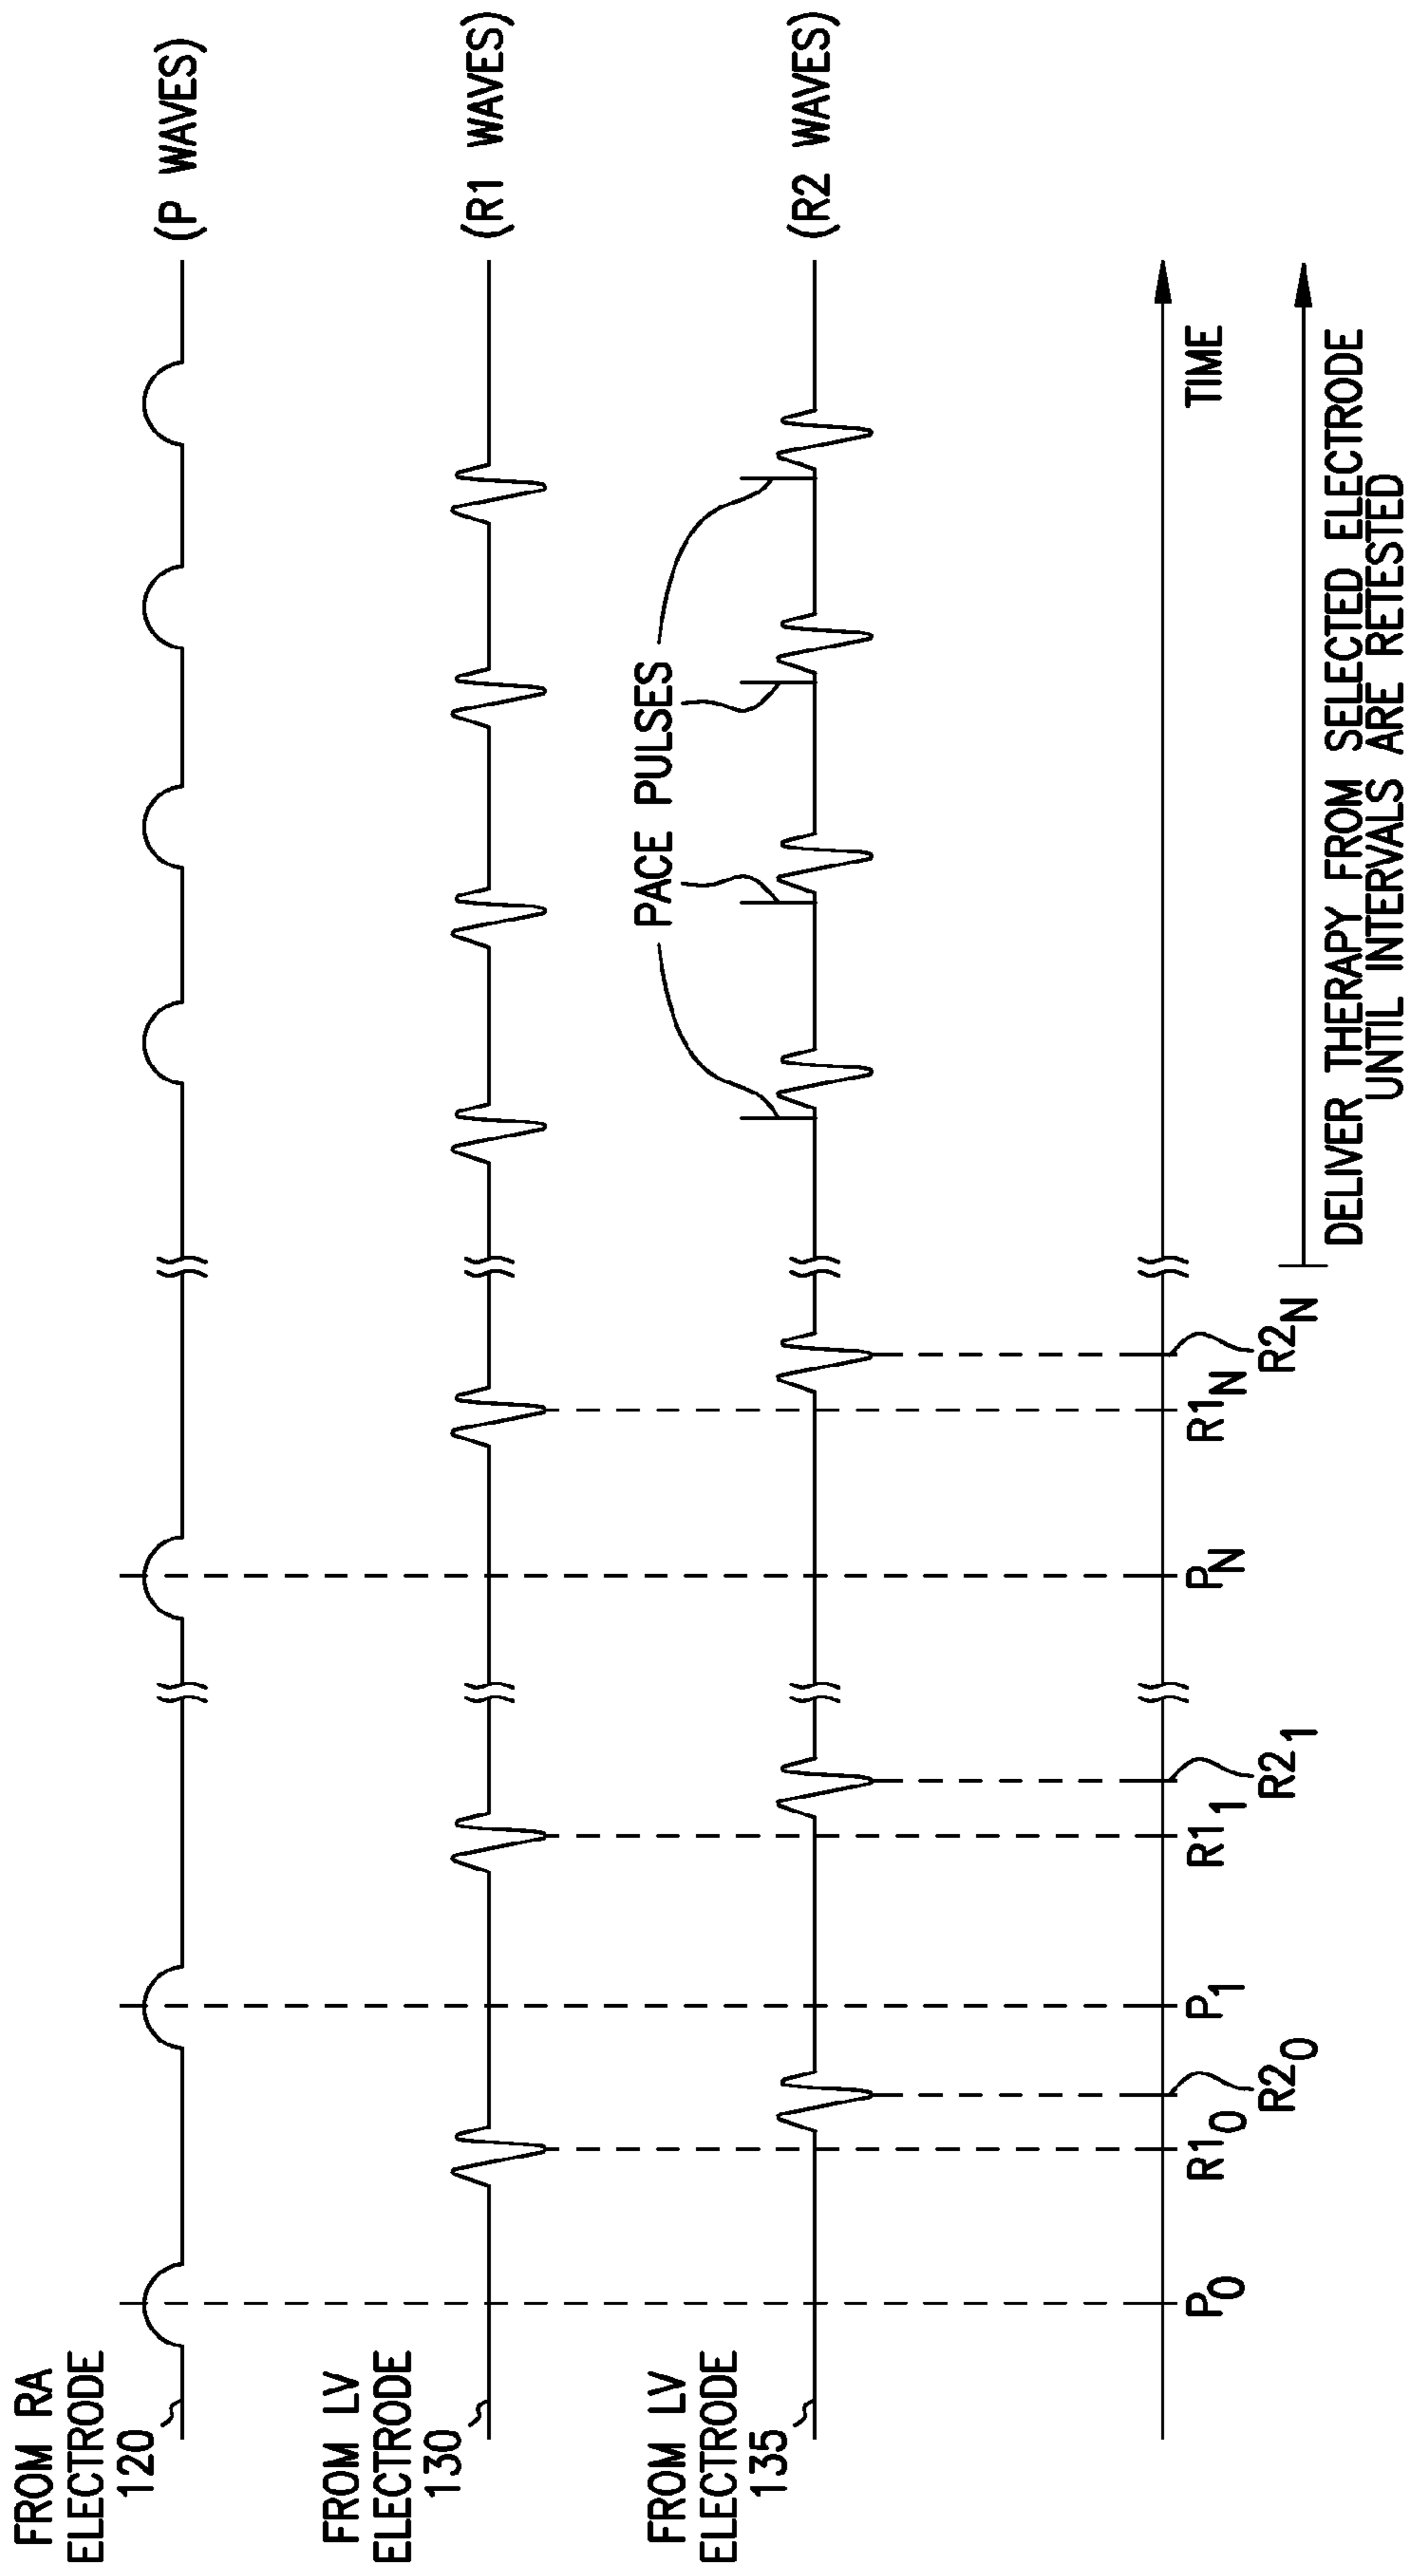 FROM RA
ELECTRODE
120
(P WAVES)
FROM LV
ELECTRODE
130
(R1 WAVES)
PACE PULSES
FROM LV
ELECTRODE
135
(R2 WAVES)
TIME
P0
R10
R20
P1
R11
R21
PN
R1N
R2N
DELIVER THERAPY FROM SELECTED ELECTRODE
UNTIL INTERVALS ARE RETESTED